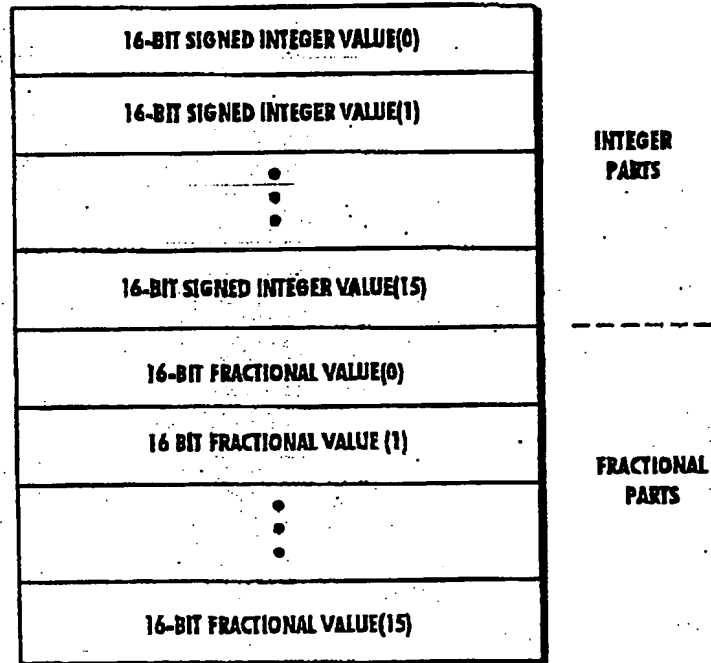 16-BIT SIGNED INTEGER VALUE(0)
16-BIT SIGNED INTEGER VALUE(1)
16-BIT SIGNED INTEGER VALUE(15)
16-BIT FRACTIONAL VALUE(0)
16 BIT FRACTIONAL VALUE (1)
16-BIT FRACTIONAL VALUE(15)
INTEGER
PARTS
FRACTIONAL
PARTS